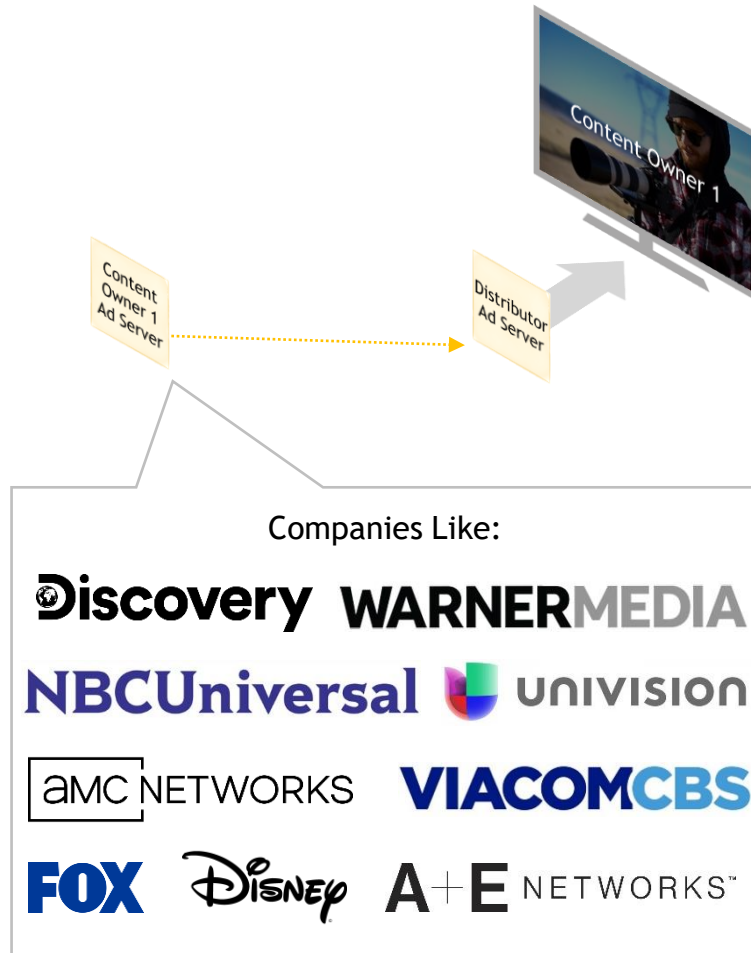 Content Owner 1
Content
Owner 1
Ad Server
Distributor
Ad Server
Companies Like:
Discovery WARNERMEDIA
NBCUniversal UNIVISION
aMC NETWORKS VIACOMCBS
FOX Disney A+E NETWORKS™